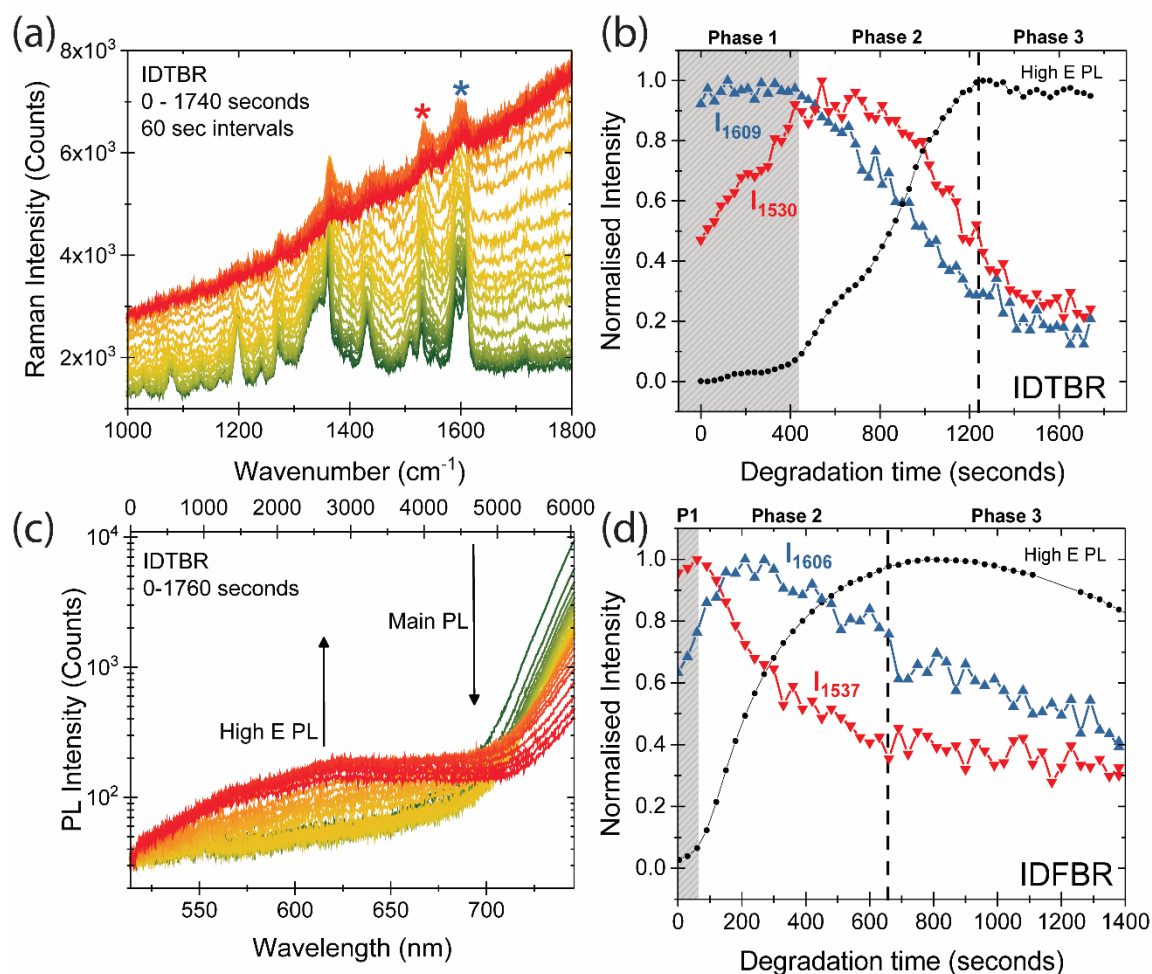 (a)
8x10³
6x10³
4x10³
2x10³
Raman Intensity (Counts)
IDTBR
0 - 1740 seconds
60 sec intervals
*
*
1000 1200 1400 1600 1800
Wavenumber (cm⁻¹)
(b)
Phase 1 Phase 2 Phase 3
1.0
0.8
0.6
0.4
0.2
0.0
Normalised Intensity
High E PL
I₁₆₀₉
I₁₅₃₀
IDTBR
0 400 800 1200 1600
Degradation time (seconds)
(c)
0 1000 2000 3000 4000 5000 6000
10⁴
10³
10²
PL Intensity (Counts)
IDTBR
0-1760 seconds
Main PL
High E PL
550 600 650 700
Wavelength (nm)
(d)
P1 Phase 2 Phase 3
1.0
0.8
0.6
0.4
0.2
0.0
Normalised Intensity
High E PL
I₁₆₀₆
I₁₅₃₇
IDFBR
0 200 400 600 800 1000 1200 1400
Degradation time (seconds)